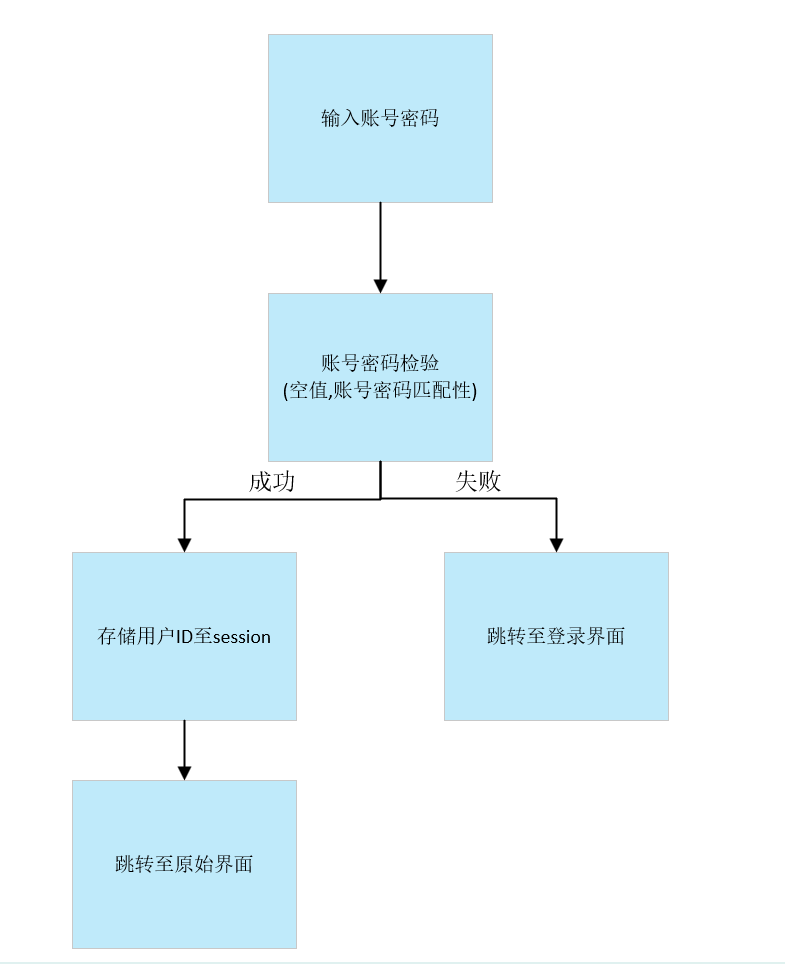 输入账号密码
账号密码检验
(空值,账号密码匹配性)
成功
失败
存储用户ID至session
跳转至登录界面
跳转至原始界面